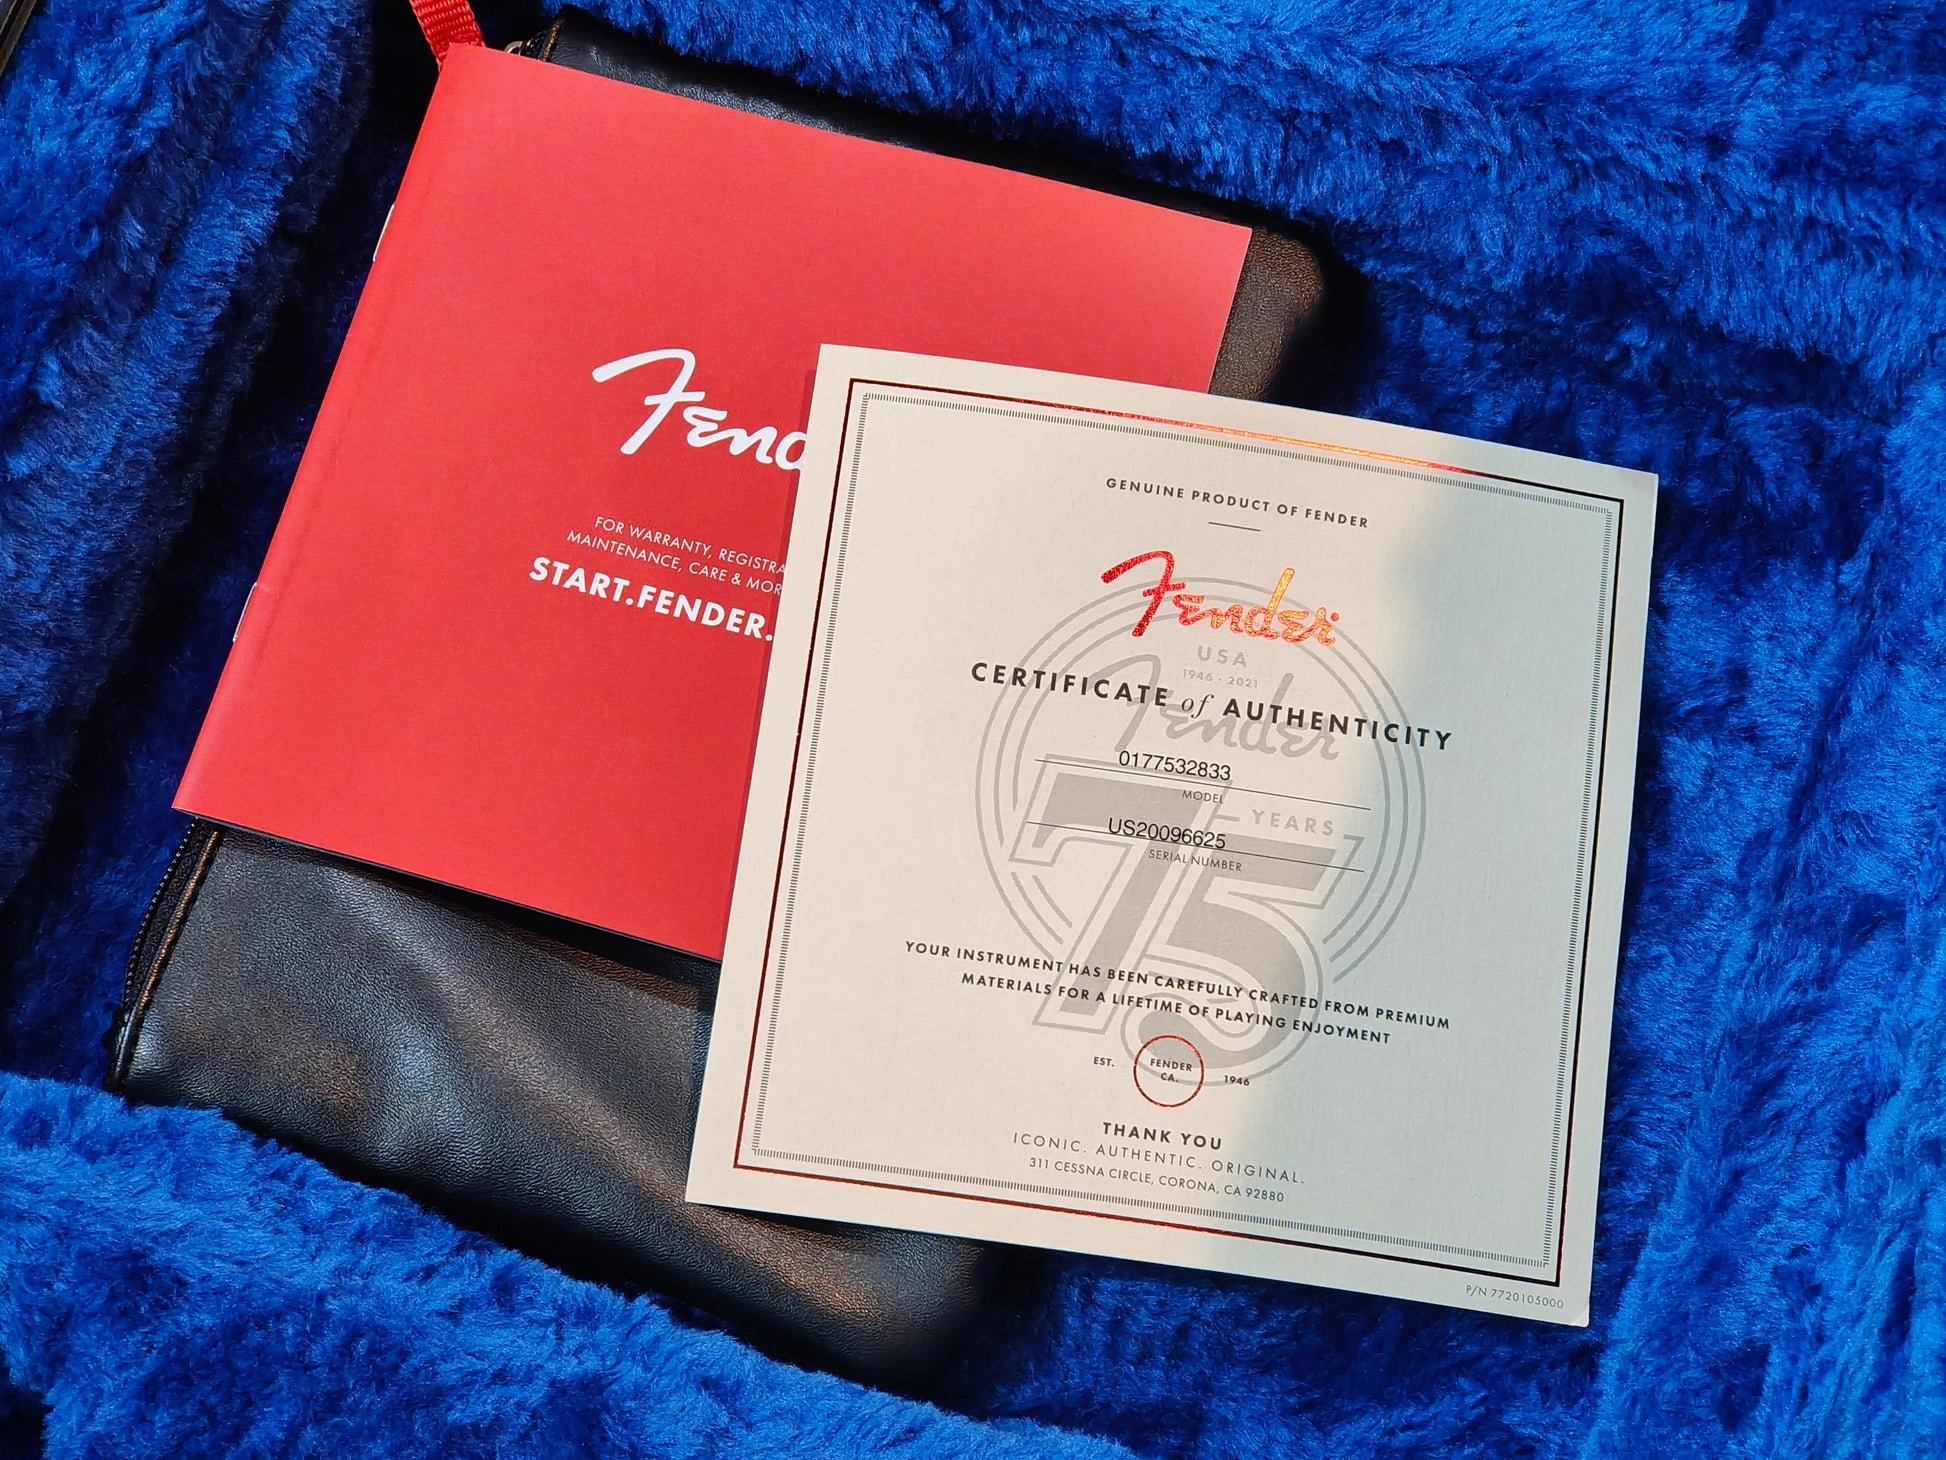 Fend
FOR WARRANTY, REGISTRA
MAINTENANCE, CARE & MOR
START.FENDER.
GENUINE PRODUCT OF FENDER
Fender
USA
1946 - 2021
Fender
CERTIFICATE of AUTHENTICITY
0177532833
MODEL
75 YEARS
US20096625
SERIAL NUMBER
YOUR INSTRUMENT HAS BEEN CAREFULLY CRAFTED FROM PREMIUM
MATERIALS FOR A LIFETIME OF PLAYING ENJOYMENT
EST. FENDER CA. 1946
THANK YOU
ICONIC. AUTHENTIC. ORIGINAL.
311 CESSNA CIRCLE, CORONA, CA 92880
P/N 7720105000